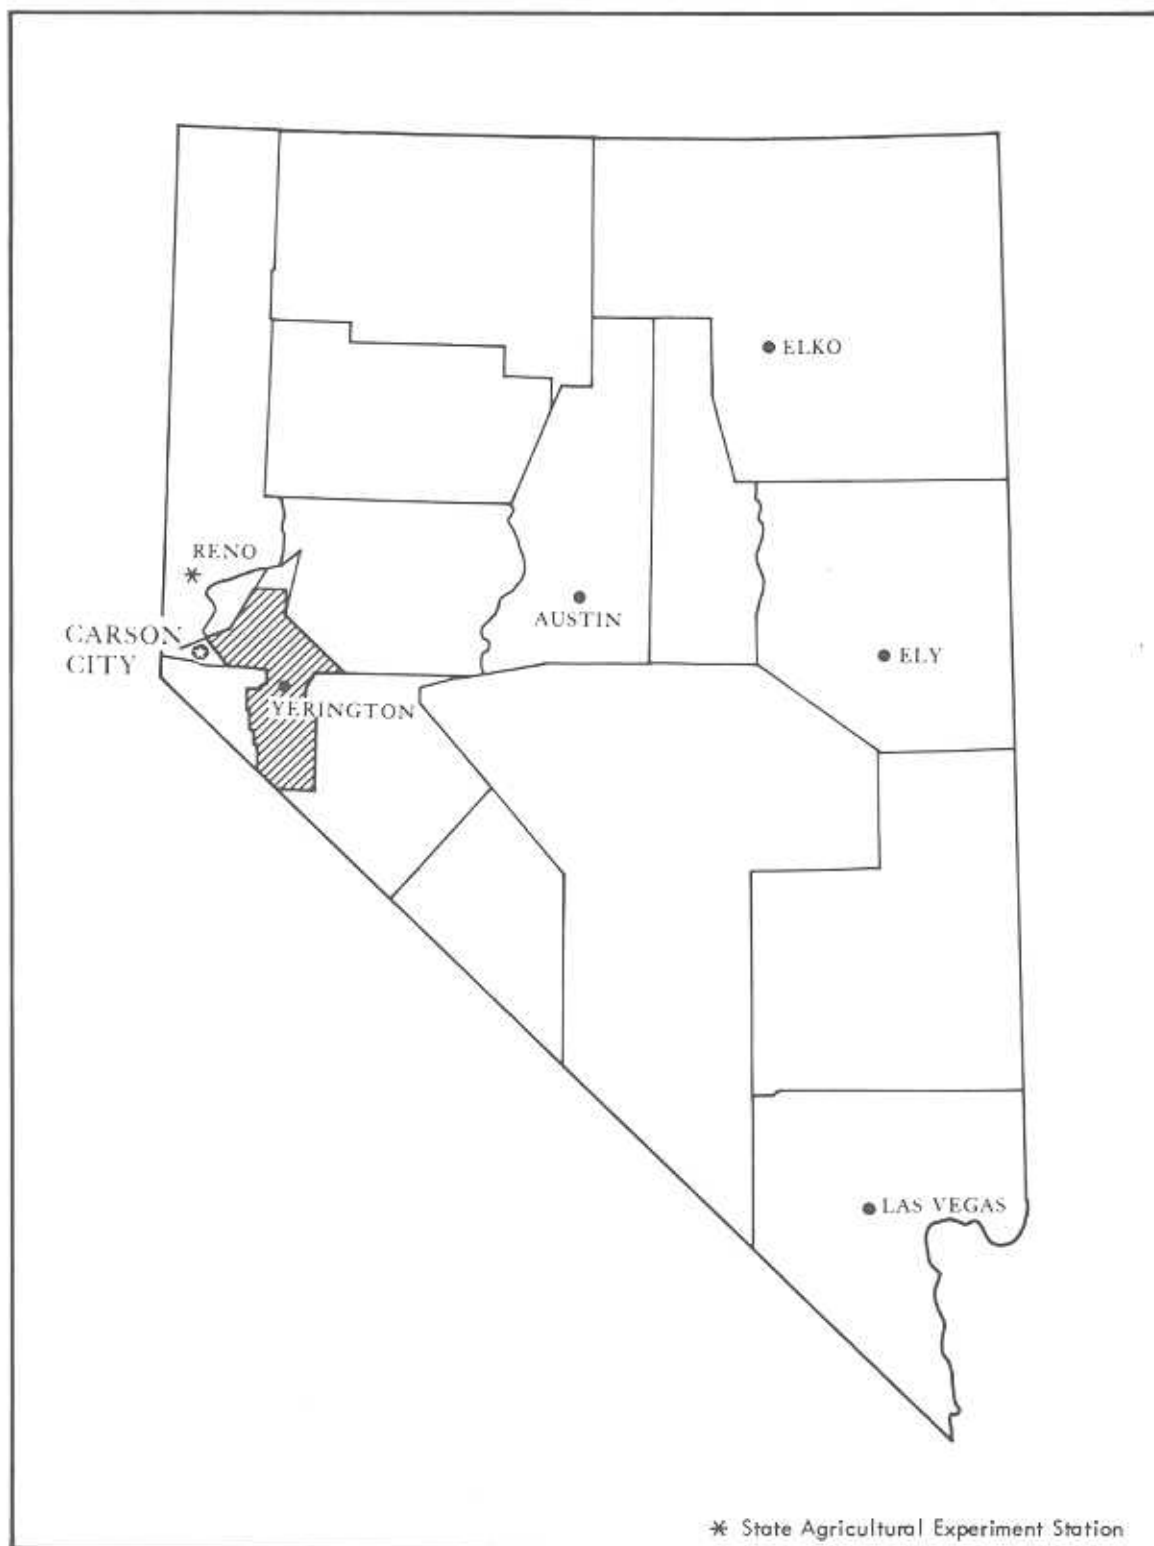 ELKO
RENO
AUSTIN
CARSON
CITY
ELY
YERINGTON
LAS VEGAS
* State Agricultural Experiment Station